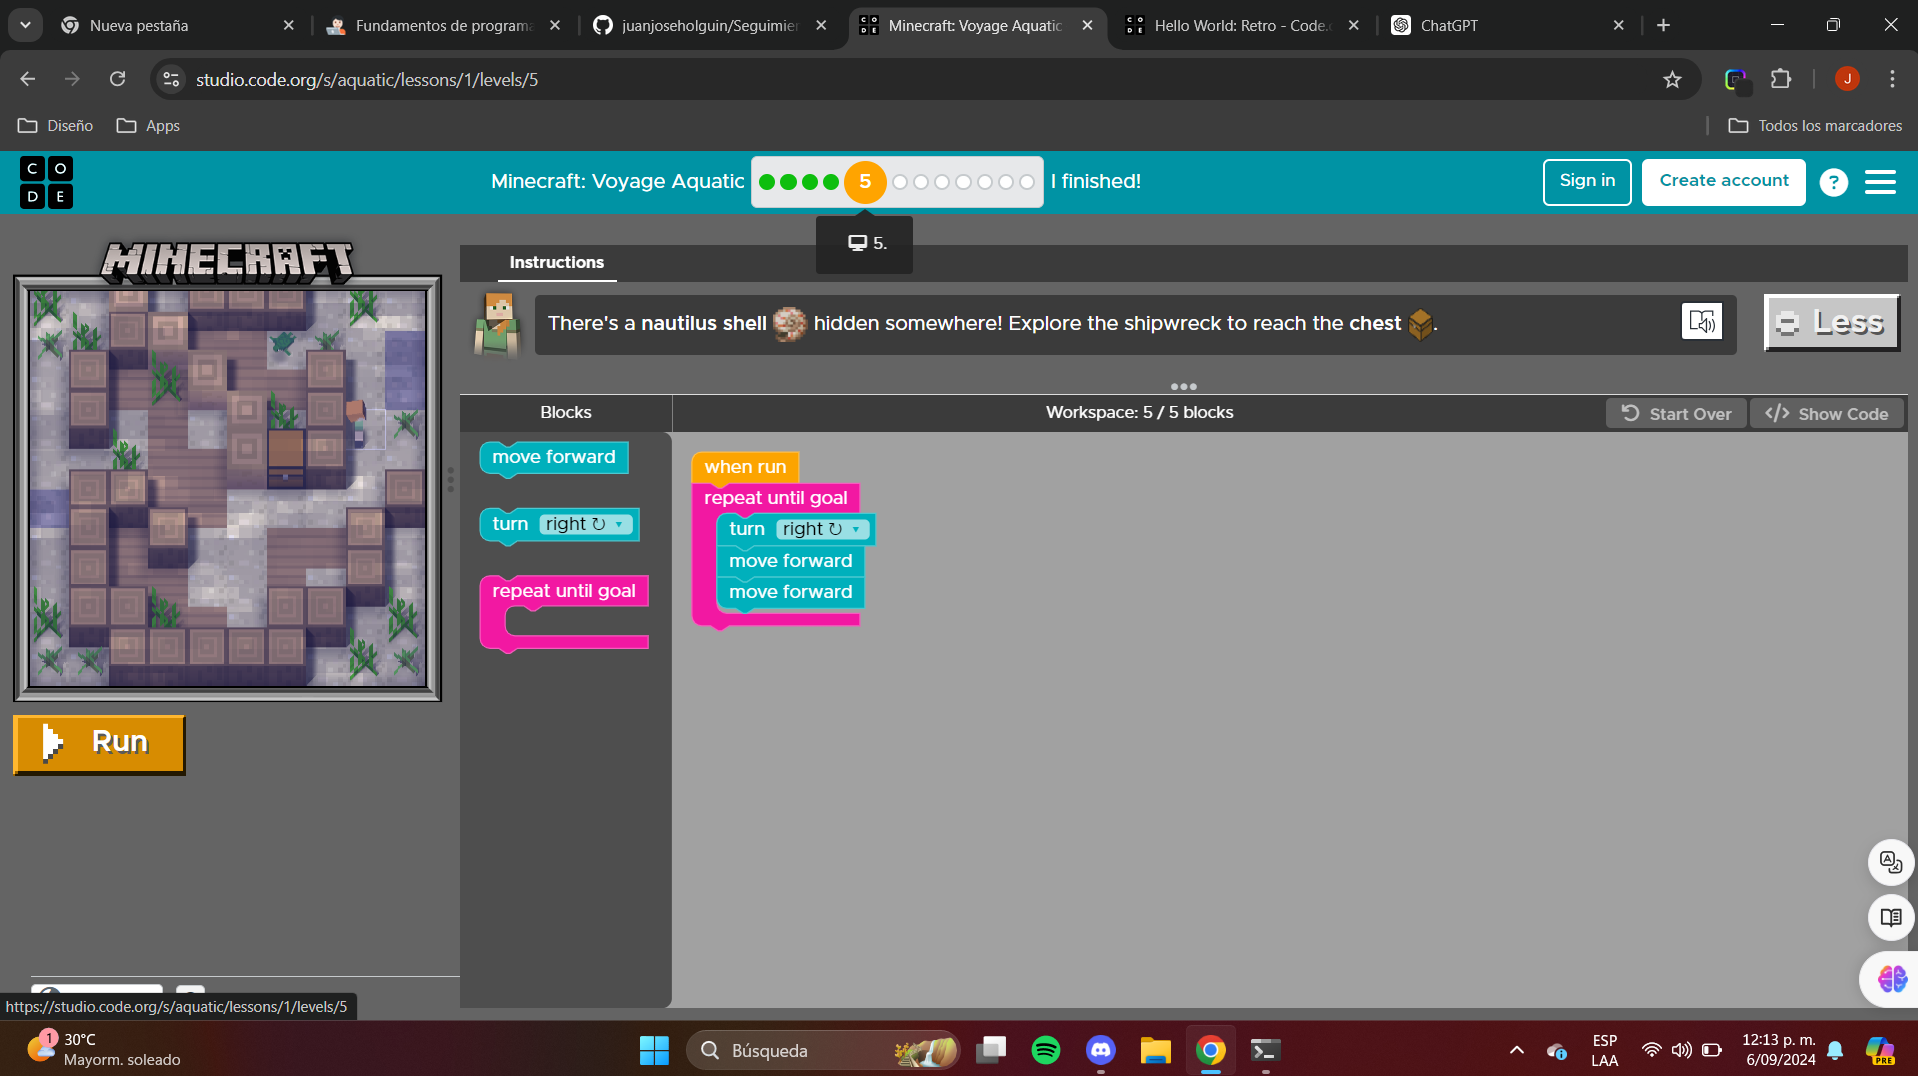 Nueva pestaña
Fundamentos de programa
juanjoseholguin/Seguimier
Minecraft: Voyage Aquatic
Hello World: Retro - Code.c
ChatGPT
studio.code.org/s/aquatic/lessons/1/levels/5
J
Diseño
Apps
Todos los marcadores
C O
D E
Minecraft: Voyage Aquatic
5
I finished!
Sign in
Create account
?
5.
MINECRAFT
Instructions
There's a nautilus shell hidden somewhere! Explore the shipwreck to reach the chest .
Less
Blocks
Workspace: 5 / 5 blocks
Start Over
Show Code
move forward
turn right
repeat until goal
when run
repeat until goal
turn right
move forward
move forward
Run
https://studio.code.org/s/aquatic/lessons/1/levels/5
1
30°C
Mayorm. soleado
Búsqueda
ESP
LAA
12:13 p. m.
6/09/2024
PRE